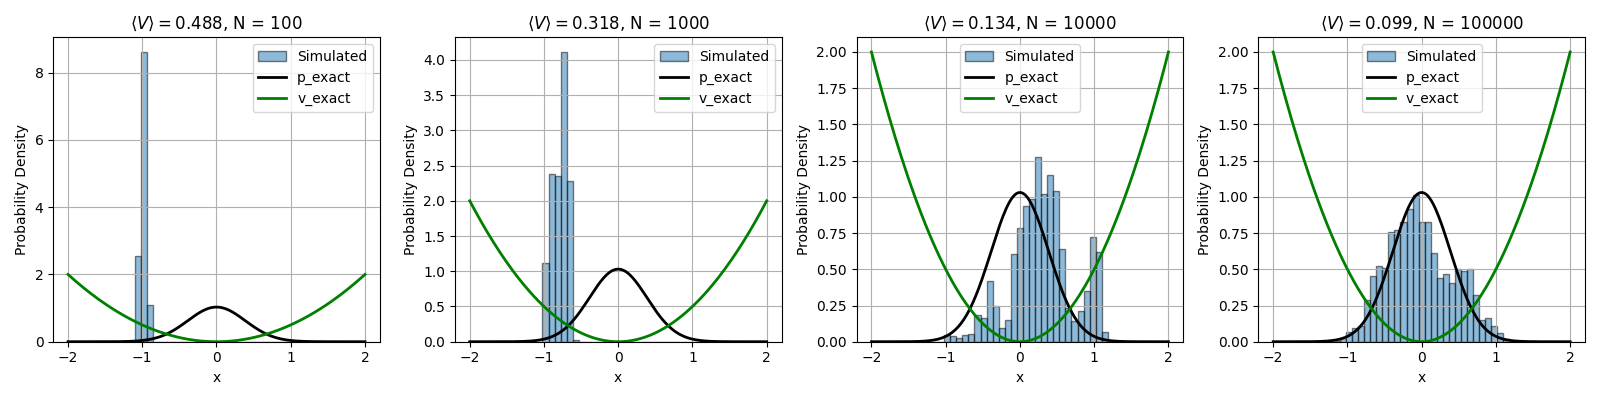 ⟨V⟩ = 0.488, N = 100
Simulated
p_exact
v_exact
Probability Density
8
6
4
2
0
−2 −1 0 1 2
x
⟨V⟩ = 0.318, N = 1000
Simulated
p_exact
v_exact
Probability Density
4.0
3.5
3.0
2.5
2.0
1.5
1.0
0.5
0.0
−2 −1 0 1 2
x
⟨V⟩ = 0.134, N = 10000
Simulated
p_exact
v_exact
Probability Density
2.00
1.75
1.50
1.25
1.00
0.75
0.50
0.25
0.00
−2 −1 0 1 2
x
⟨V⟩ = 0.099, N = 100000
Simulated
p_exact
v_exact
Probability Density
2.00
1.75
1.50
1.25
1.00
0.75
0.50
0.25
0.00
−2 −1 0 1 2
x